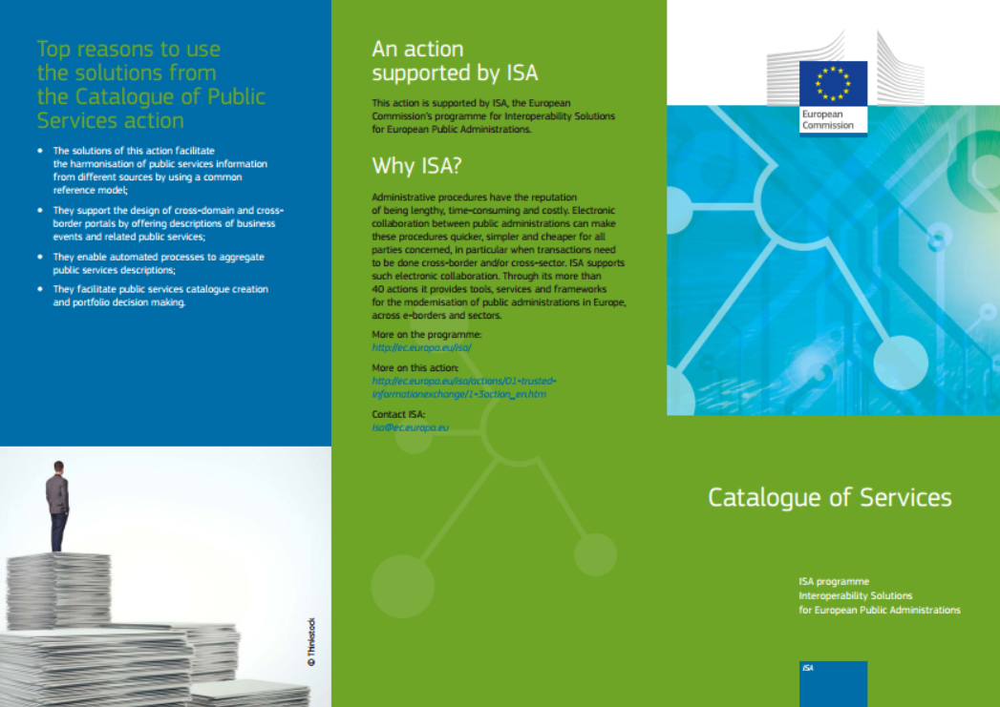 Top reasons to use
the solutions from
the Catalogue of Public
Services action
• The solutions of this action facilitate
the harmonisation of public services information
from different sources by using a common
reference model;
• They support the design of cross-domain and cross-
border portals by offering descriptions of business
events and related public services;
• They enable automated processes to aggregate
public services descriptions;
• They facilitate public services catalogue creation
and portfolio decision making.
© Thinkstock
An action
supported by ISA
This action is supported by ISA, the European
Commission's programme for Interoperability Solutions
for European Public Administrations.
Why ISA?
Administrative procedures have the reputation
of being lengthy, time-consuming and costly. Electronic
collaboration between public administrations can make
these procedures quicker, simpler and cheaper for all
parties concerned, in particular when transactions need
to be done cross-border and/or cross-sector. ISA supports
such electronic collaboration. Through its more than
40 actions it provides tools, services and frameworks
for the modernisation of public administrations in Europe,
across e-borders and sectors.
More on the programme:
http://ec.europa.eu/isa/
More on this action:
http://ec.europa.eu/isa/actions/01-trusted-
informationexchange/1-3action_en.htm
Contact ISA:
isa@ec.europa.eu
European
Commission
Catalogue of Services
ISA programme
Interoperability Solutions
for European Public Administrations
ISA